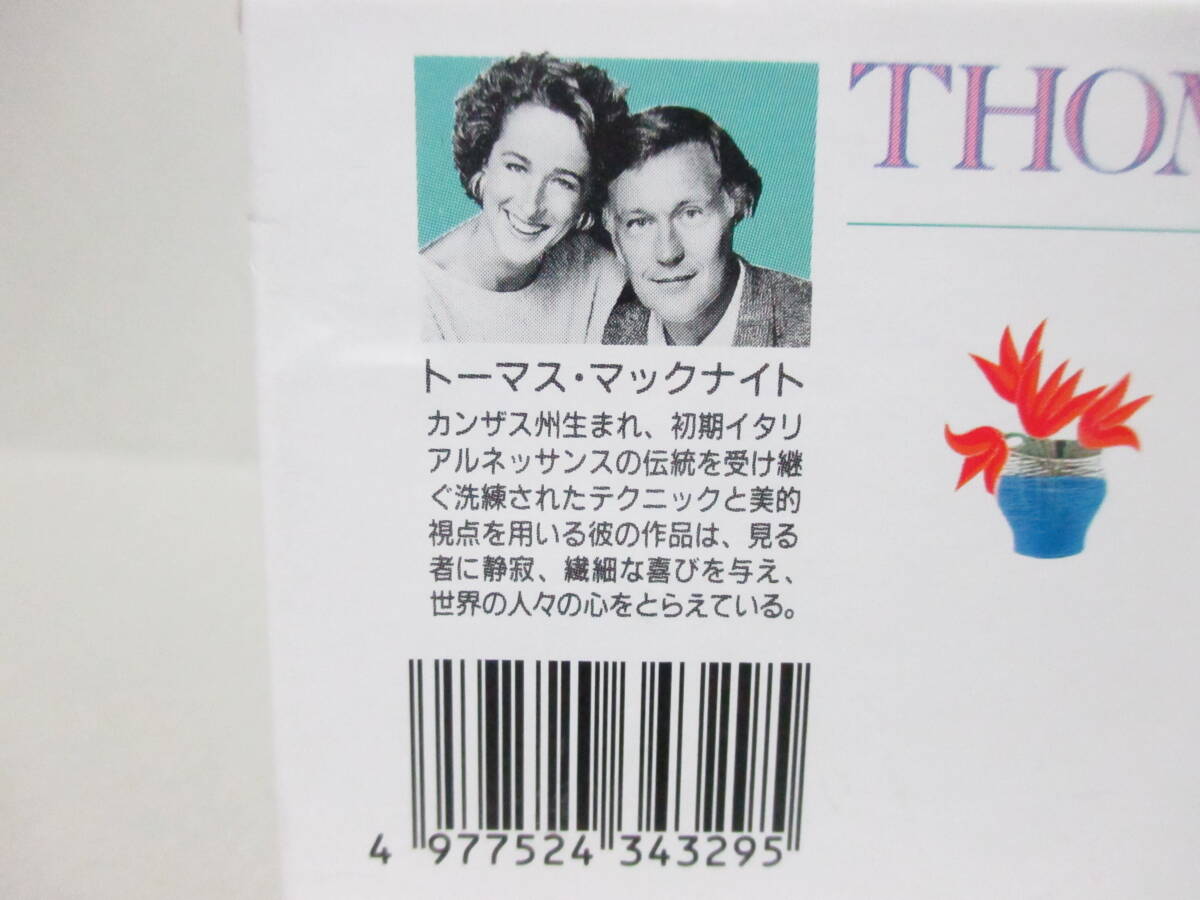 THOM
トーマス・マックナイト
カンザス州生まれ、初期イタリ
アルネッサンスの伝統を受け継
ぐ洗練されたテクニックと美的
視点を用いる彼の作品は、見る
者に静寂、繊細な喜びを与え、
世界の人々の心をとらえている。
4 977524 343295